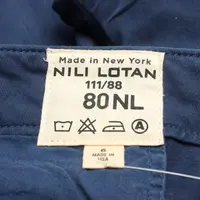 Made in New York
NILI LOTAN
111/88
80NL
A
MADE IN
USA